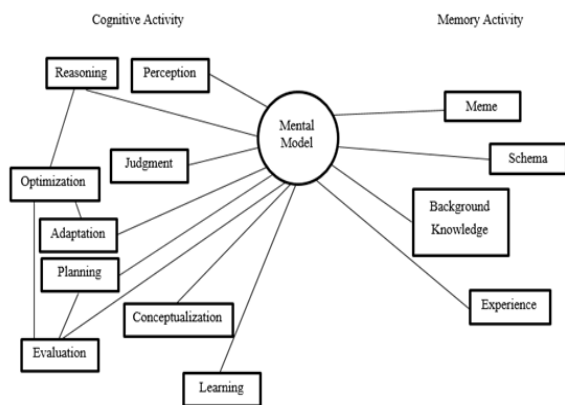 Cognitive Activity
Memory Activity
Reasoning
Perception
Mental
Model
Meme
Judgment
Schema
Optimization
Background
Knowledge
Adaptation
Planning
Experience
Conceptualization
Evaluation
Learning